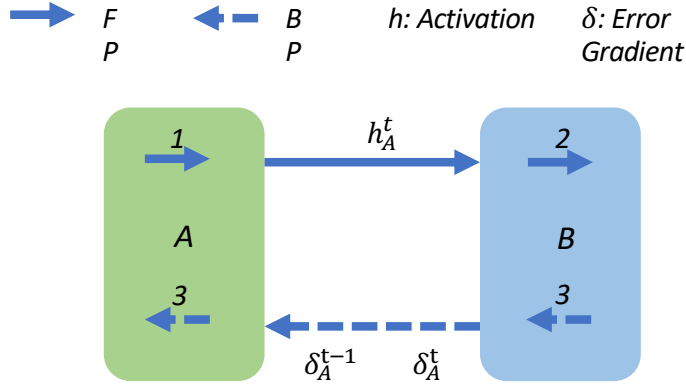 F P
B P
h: Activation
δ: Error Gradient
1
h_A^t
2
A
B
3
3
δ_A^{t−1}
δ_A^t